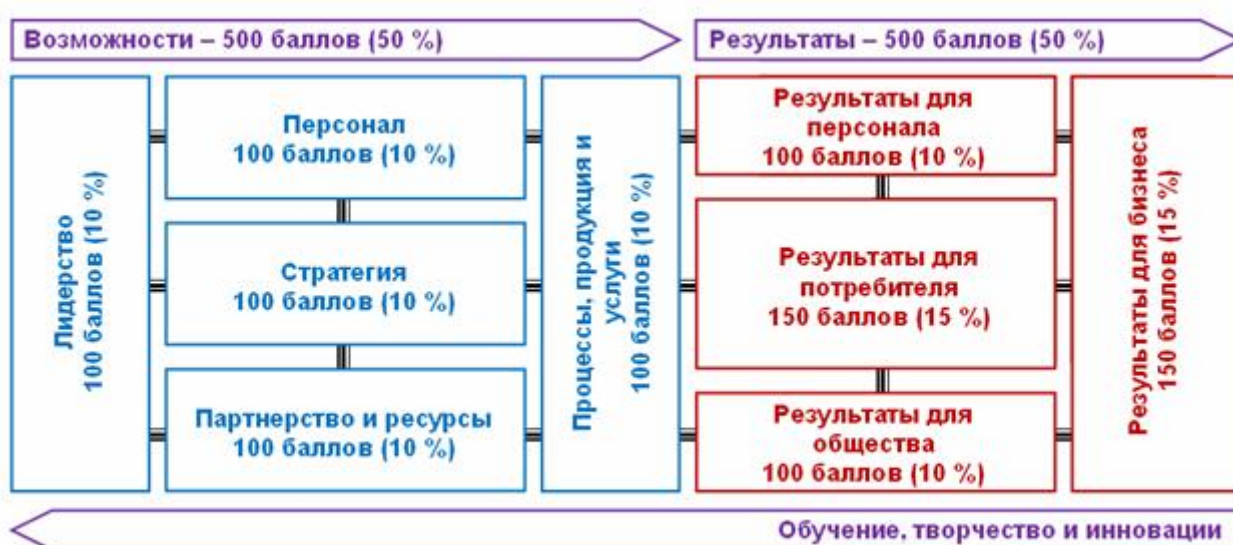 Возможности – 500 баллов (50 %)
Результаты – 500 баллов (50 %)
Лидерство
100 баллов (10 %)
Персонал
100 баллов (10 %)
Стратегия
100 баллов (10 %)
Партнерство и ресурсы
100 баллов (10 %)
Процессы, продукция и
услуги
100 баллов (10 %)
Результаты для
персонала
100 баллов (10 %)
Результаты для
потребителя
150 баллов (15 %)
Результаты для
общества
100 баллов (10 %)
Результаты для бизнеса
150 баллов (15 %)
Обучение, творчество и инновации